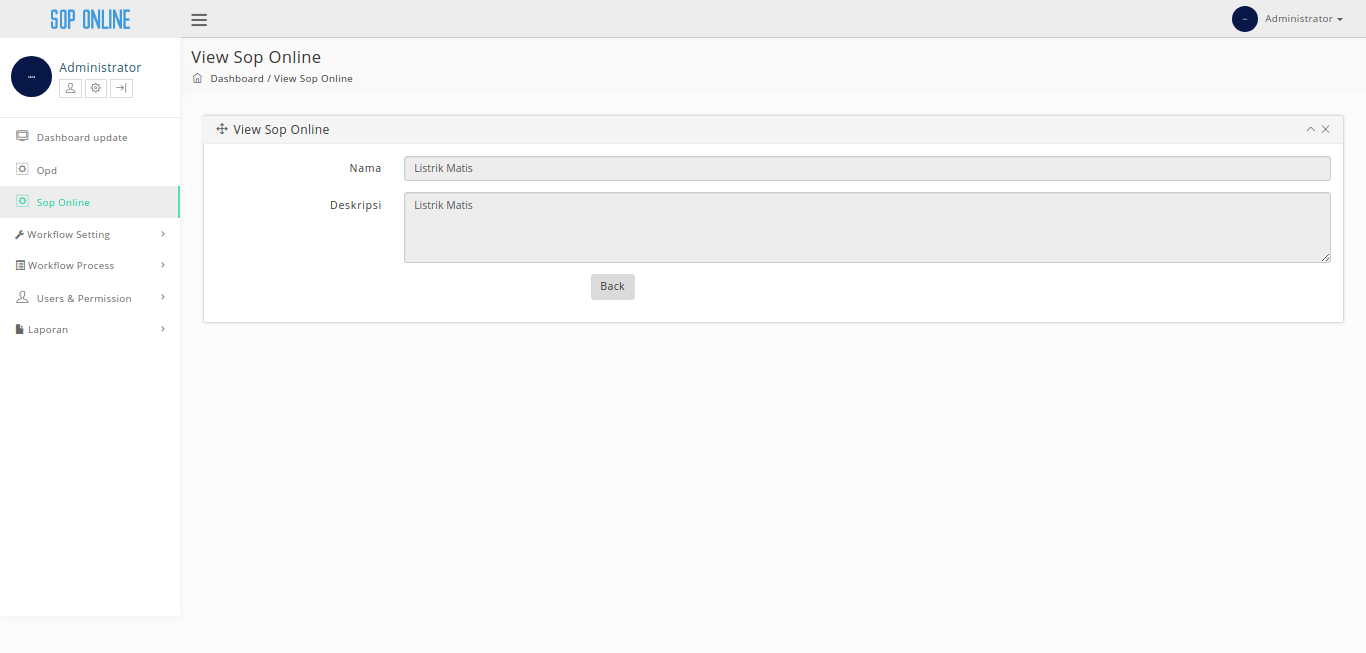 SOP ONLINE
Administrator
Administrator
Dashboard update
Opd
Sop Online
Workflow Setting
Workflow Process
Users & Permission
Laporan
View Sop Online
Dashboard / View Sop Online
View Sop Online
Nama
Listrik Matis
Deskripsi
Listrik Matis
Back